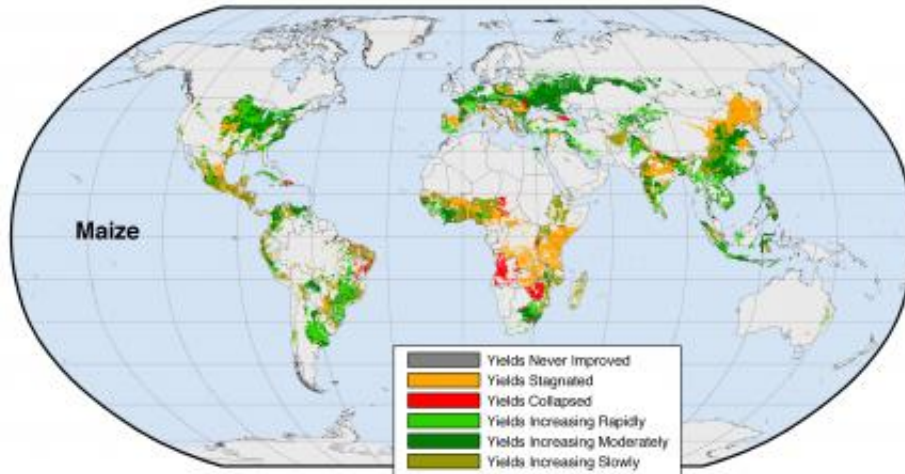 Maize
Yields Never Improved
Yields Stagnated
Yields Collapsed
Yields Increasing Rapidly
Yields Increasing Moderately
Yields Increasing Slowly